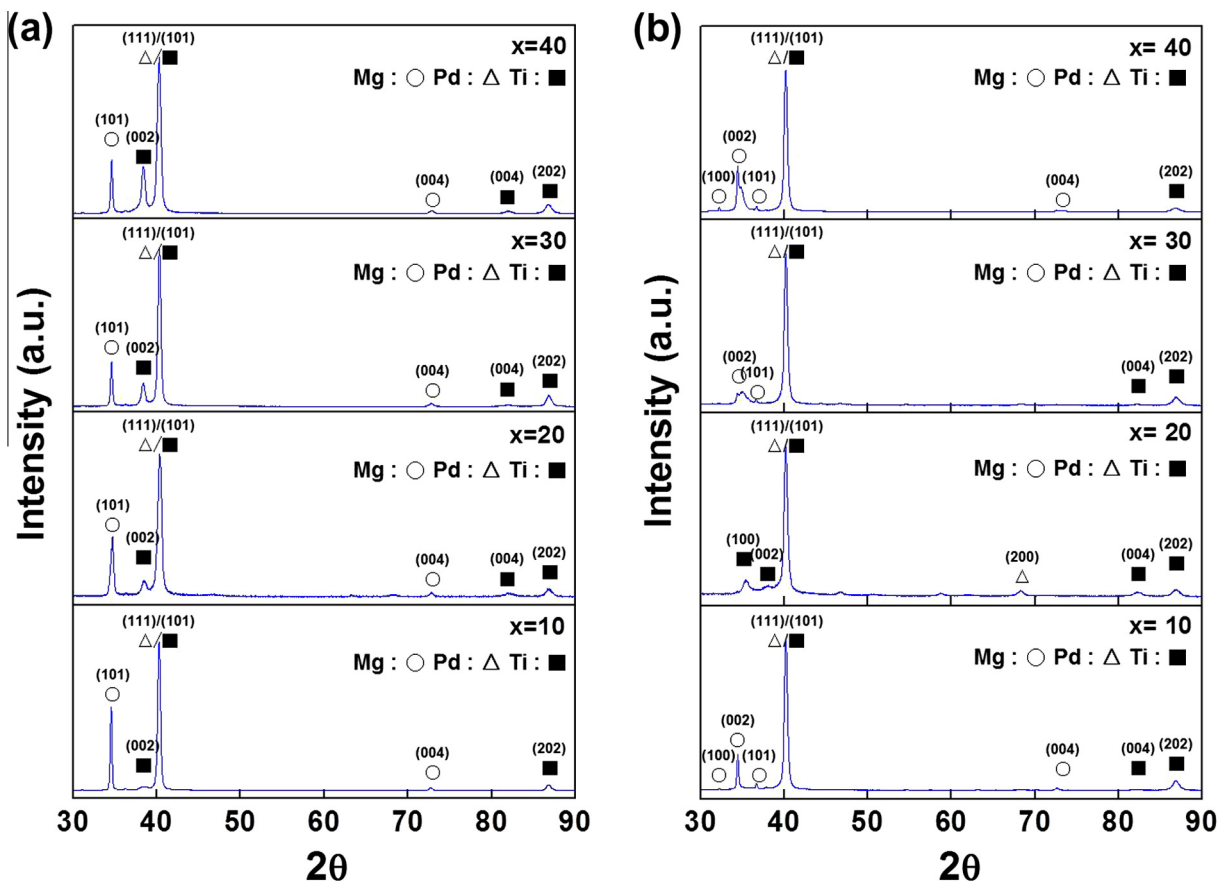 (a)
Intensity (a.u.)
(111)/(101)
x=40
Mg : ○ Pd : △ Ti : ■
(101)
(002)
(004)
(004)
(202)
(111)/(101)
x=30
Mg : ○ Pd : △ Ti : ■
(101)
(002)
(004)
(004)
(202)
(111)/(101)
x=20
Mg : ○ Pd : △ Ti : ■
(101)
(002)
(004)
(004)
(202)
(111)/(101)
x=10
Mg : ○ Pd : △ Ti : ■
(101)
(002)
(004)
(202)
30 40 50 60 70 80 90
2θ
(b)
Intensity (a.u.)
(111)/(101)
x= 40
Mg : ○ Pd : △ Ti : ■
(002)
(100) (101)
(004)
(202)
(111)/(101)
x= 30
Mg : ○ Pd : △ Ti : ■
(002)
(101)
(004)
(202)
(111)/(101)
x= 20
Mg : ○ Pd : △ Ti : ■
(100)
(002)
(200)
(004)
(202)
(111)/(101)
x= 10
Mg : ○ Pd : △ Ti : ■
(002)
(100) (101)
(004)
(004)
(202)
30 40 50 60 70 80 90
2θ